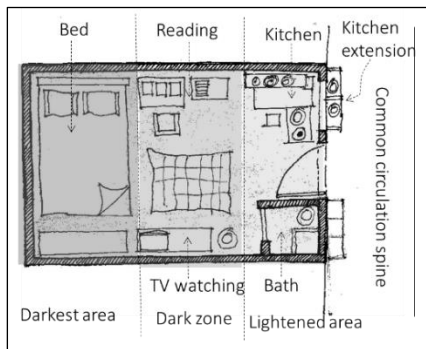 Bed
Reading
Kitchen
Kitchen
extension
Common circulation spine
TV watching
Bath
Darkest area
Dark zone
Lightened area